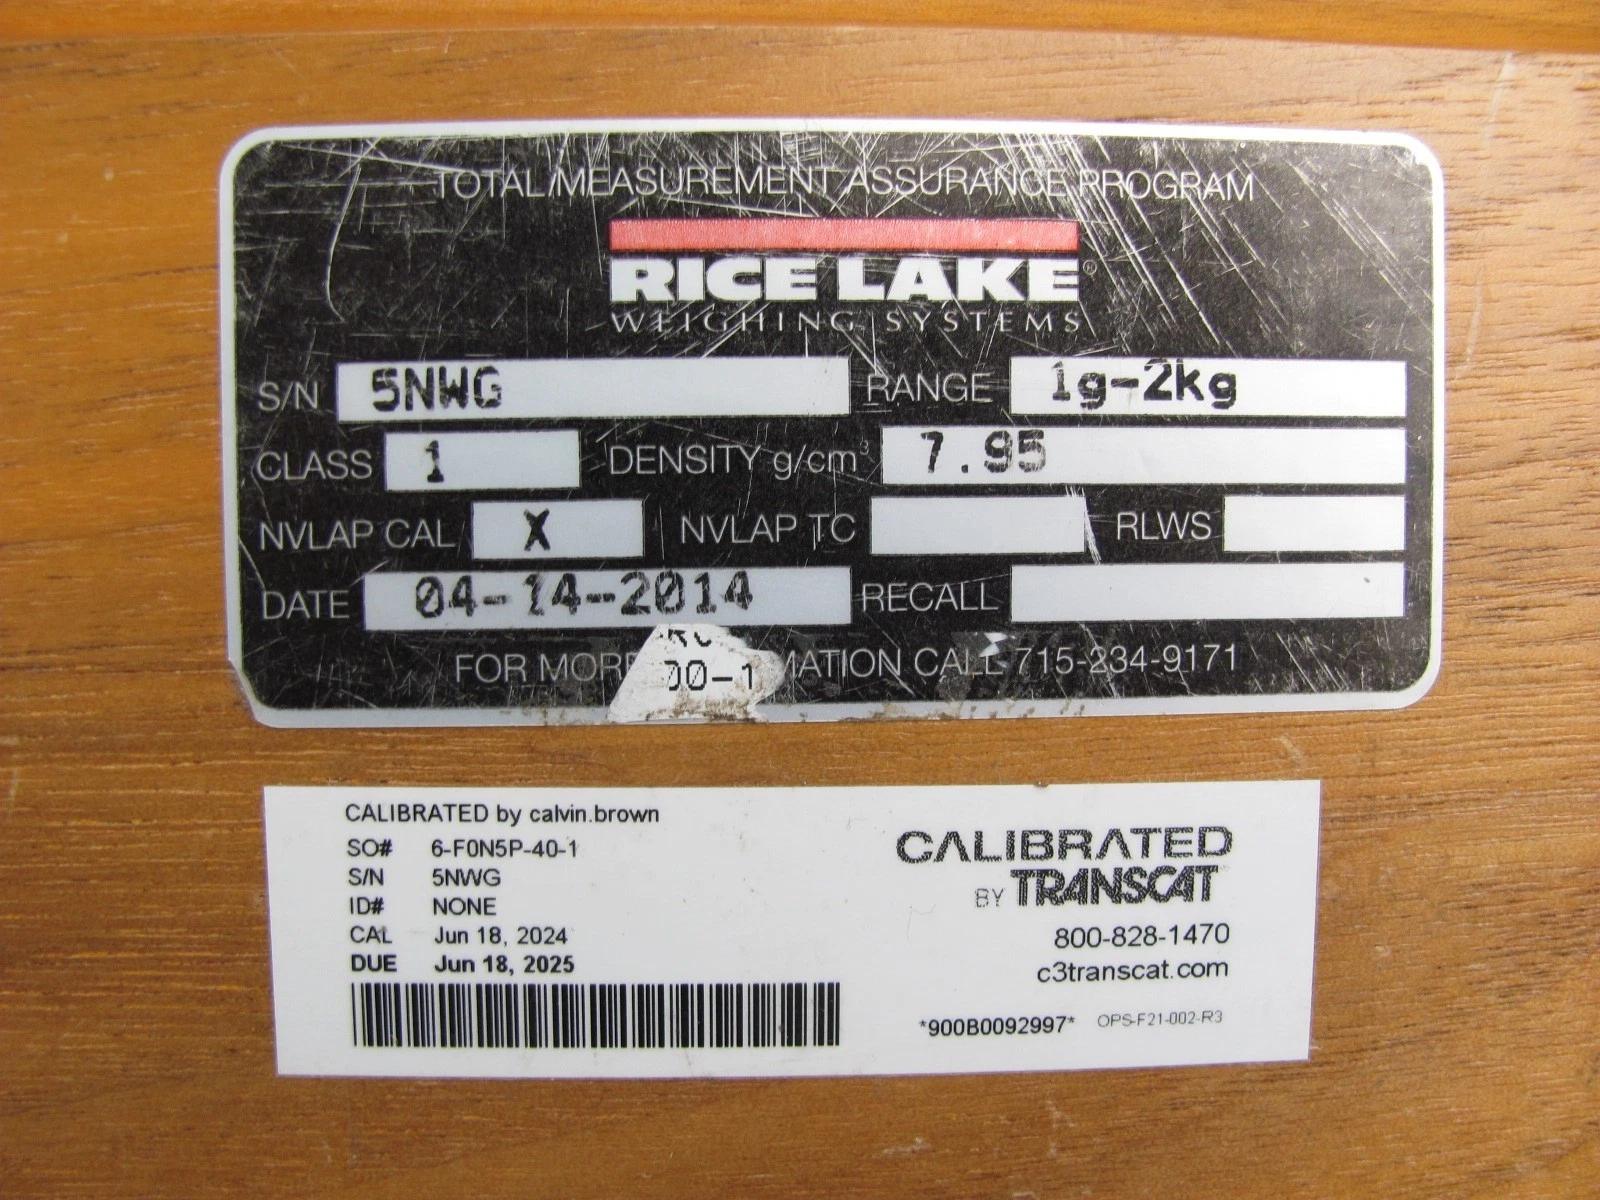 TOTAL MEASUREMENT ASSURANCE PROGRAM
RICE LAKE®
WEIGHING SYSTEMS
S/N 5NWG RANGE 1g-2kg
CLASS 1 DENSITY g/cm³ 7.95
NVLAP CAL X NVLAP TC RLWS
DATE 04-14-2014 RECALL
FOR MORE 00-1 MATION CALL 715-234-9171
CALIBRATED by calvin.brown
SO# 6-F0N5P-40-1
S/N 5NWG
ID# NONE
CAL Jun 18, 2024
DUE Jun 18, 2025
CALIBRATED
BY TRANSCAT
800-828-1470
c3transcat.com
*900B0092997* OPS-F21-002-R3